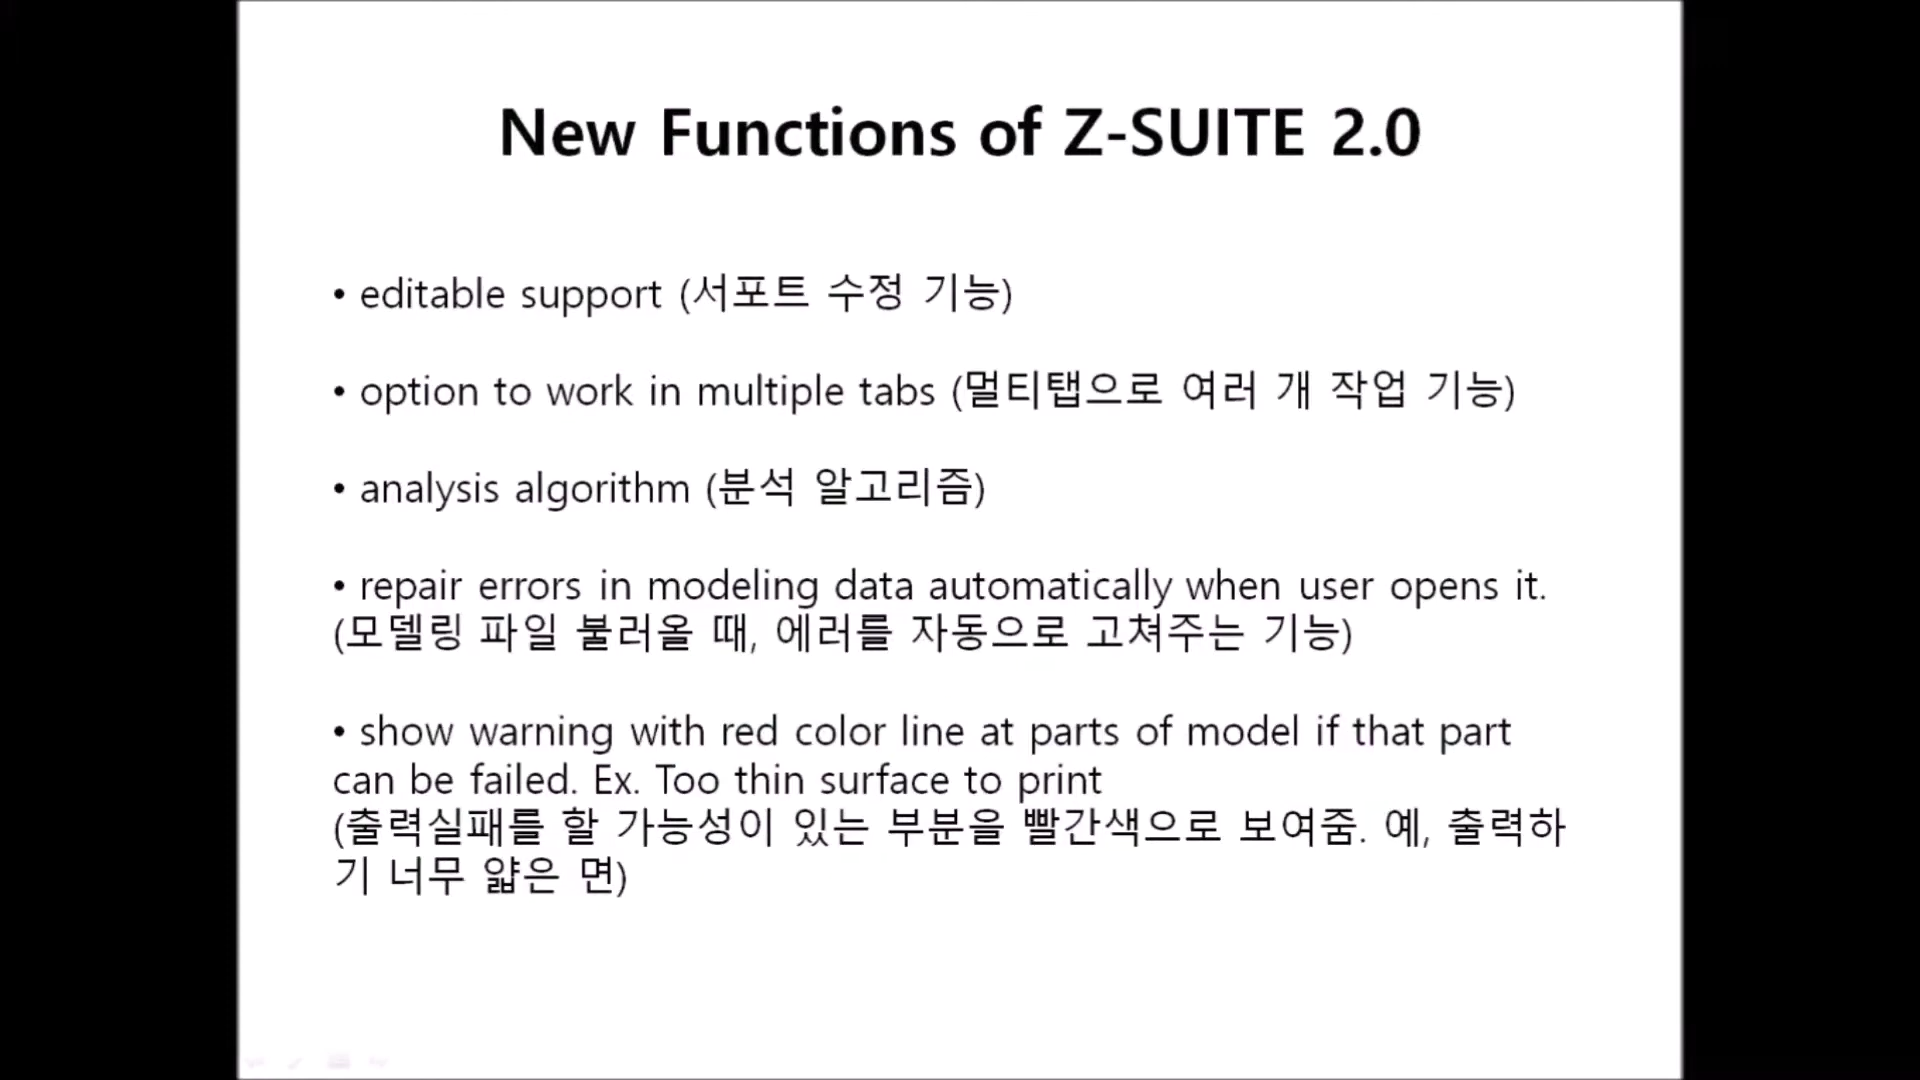 New Functions of Z-SUITE 2.0
• editable support (서포트 수정 기능)
• option to work in multiple tabs (멀티탭으로 여러 개 작업 기능)
• analysis algorithm (분석 알고리즘)
• repair errors in modeling data automatically when user opens it.
(모델링 파일 불러올 때, 에러를 자동으로 고쳐주는 기능)
• show warning with red color line at parts of model if that part
can be failed. Ex. Too thin surface to print
(출력실패를 할 가능성이 있는 부분을 빨간색으로 보여줌. 예, 출력하
기 너무 얇은 면)